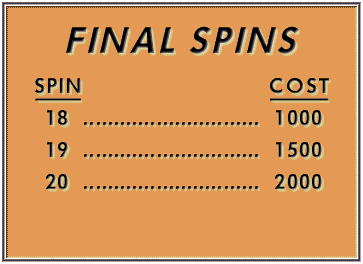 FINAL SPINS
SPIN COST
18 ............................. 1000
19 ............................. 1500
20 ............................. 2000